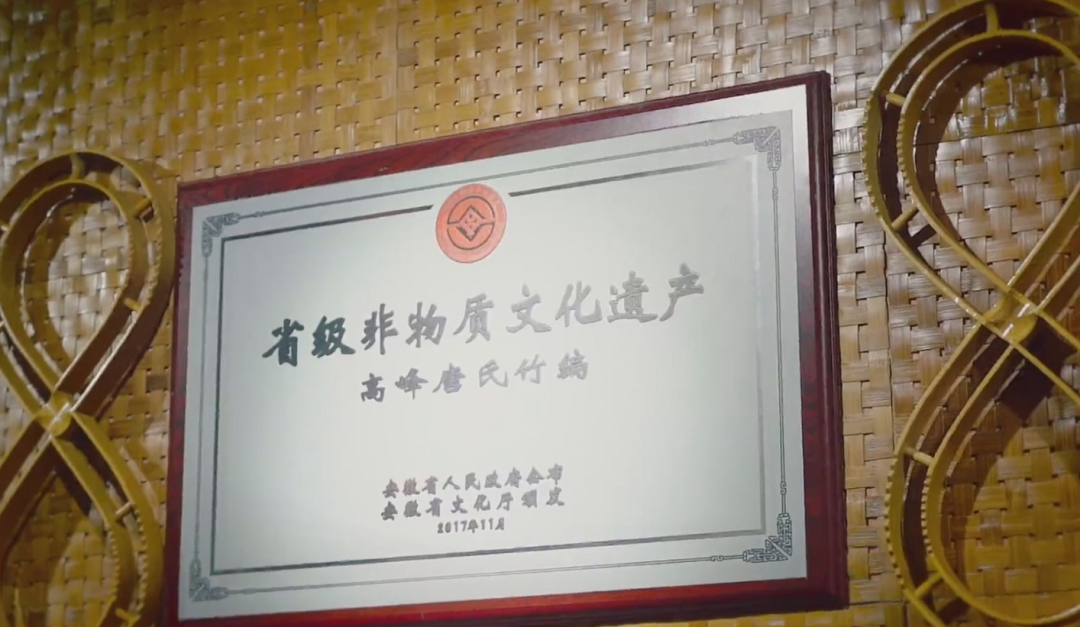 省级非物质文化遗产
高峰唐氏竹编
安徽省人民政府公布
安徽省文化厅颁发
2017年11月